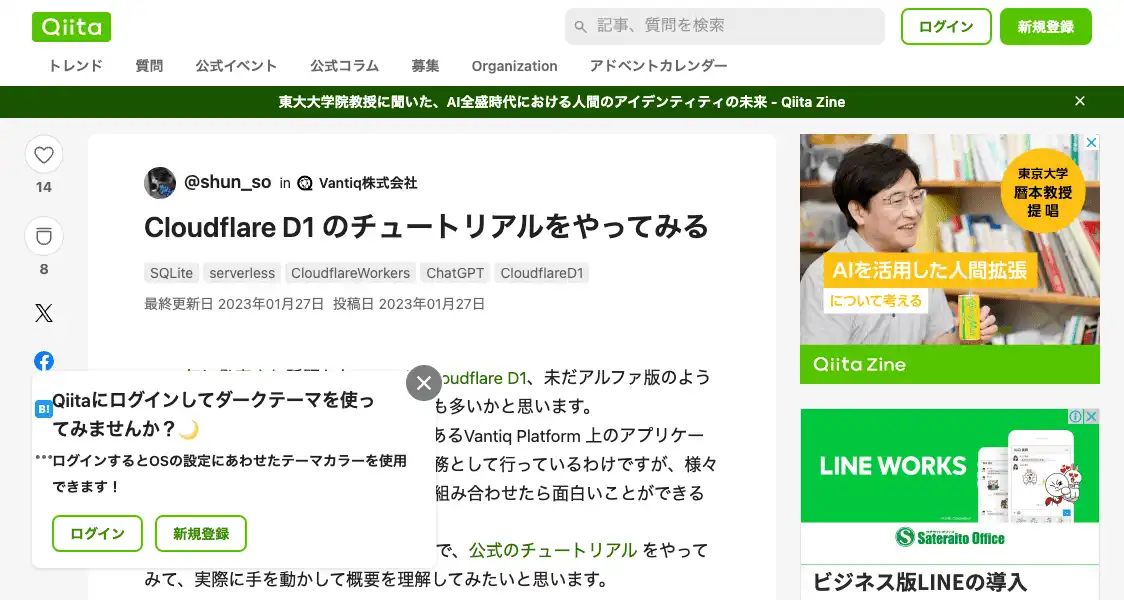 Qiita
記事、質問を検索
ログイン
新規登録
トレンド 質問 公式イベント 公式コラム 募集 Organization アドベントカレンダー
東大大学院教授に聞いた、AI全盛時代における人間のアイデンティティの未来 - Qiita Zine
14
8
@shun_so in Vantiq株式会社
Cloudflare D1 のチュートリアルをやってみる
SQLite serverless CloudflareWorkers ChatGPT CloudflareD1
最終更新日 2023年01月27日 投稿日 2023年01月27日
oudflare D1、未だアルファ版のよう
も多いかと思います。
あるVantiq Platform 上のアプリケー
務として行っているわけですが、様々
組み合わせたら面白いことができる
で、公式のチュートリアル をやって
みて、実際に手を動かして概要を理解してみたいと思います。
B!
Qiitaにログインしてダークテーマを使っ
てみませんか？🌙
ログインするとOSの設定にあわせたテーマカラーを使用
できます！
ログイン 新規登録
東京大学
暦本教授
提唱
AIを活用した人間拡張
について考える
Qiita Zine
LINE WORKS
Sateraito Office
ビジネス版LINEの導入